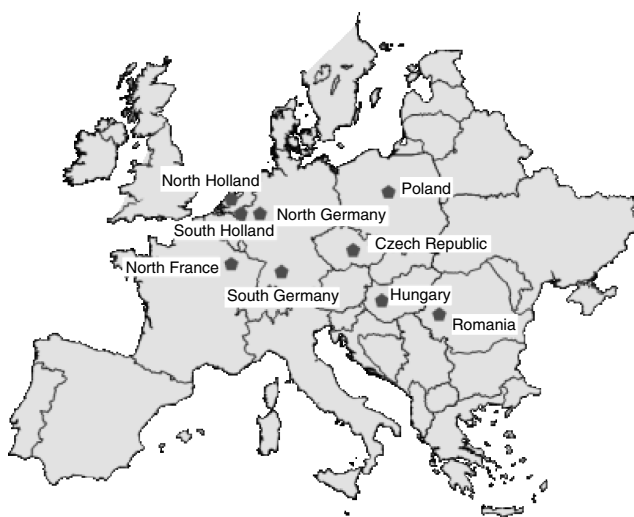 North Holland
Poland
North Germany
South Holland
Czech Republic
North France
South Germany
Hungary
Romania